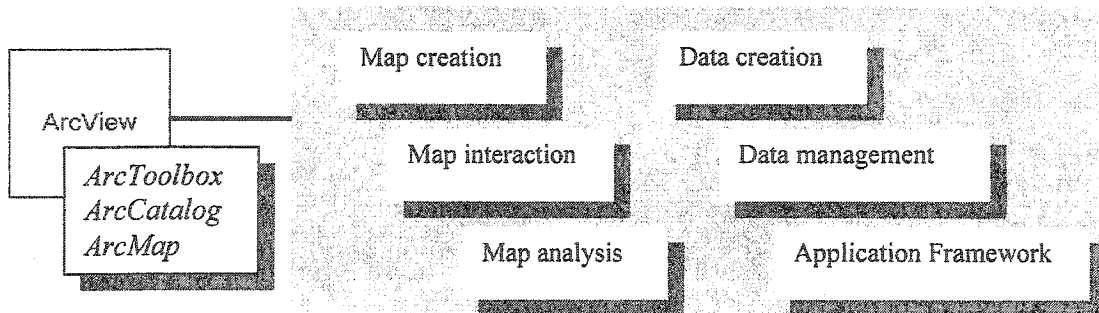 ArcView
ArcToolbox
ArcCatalog
ArcMap
Map creation
Data creation
Map interaction
Data management
Map analysis
Application Framework